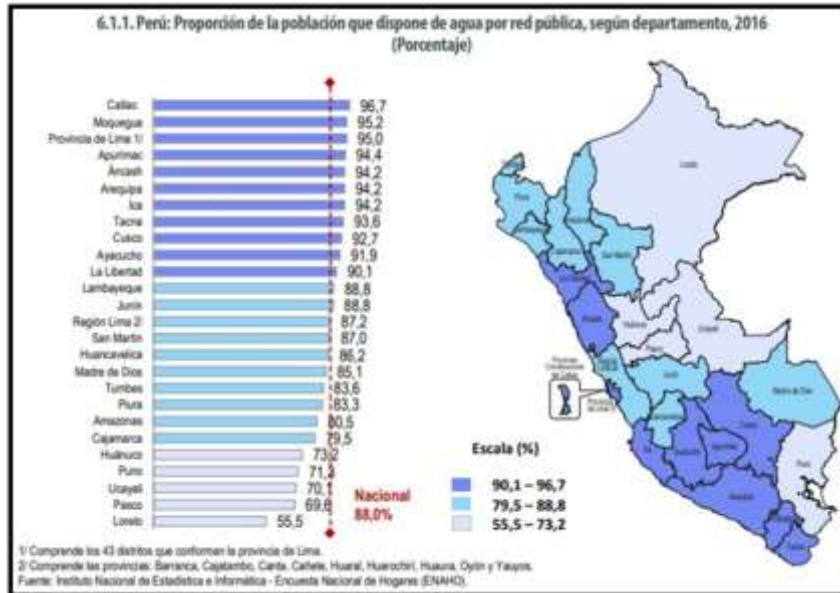 6.1.1. Perú: Proporción de la población que dispone de agua por red pública, según departamento, 2016
(Porcentaje)
Callao 96,7
Moquegua 95,2
Provincia de Lima 1/ 95,0
Apurímac 94,4
Áncash 94,2
Arequipa 94,2
Ica 94,2
Tacna 93,6
Cusco 92,7
Ayacucho 91,9
La Libertad 90,1
Lambayeque 88,8
Junín 88,8
Región Lima 2/ 87,2
San Martín 87,0
Huancavelica 86,2
Madre de Dios 85,1
Tumbes 83,6
Piura 83,3
Amazonas 80,5
Cajamarca 79,5
Huánuco 73,2
Puno
Ucayali 70,1
Pasco
Loreto 55,5
Nacional
88,0%
Escala (%)
90,1 – 96,7
79,5 – 88,8
55,5 – 73,2
1/ Comprende los 43 distritos que conforman la provincia de Lima.
2/ Comprende las provincias: Barranca, Cajatambo, Canta, Cañete, Huaral, Huarochirí, Huaura, Oyón y Yauyos.
Fuente: Instituto Nacional de Estadística e Informática - Encuesta Nacional de Hogares (ENAHO).